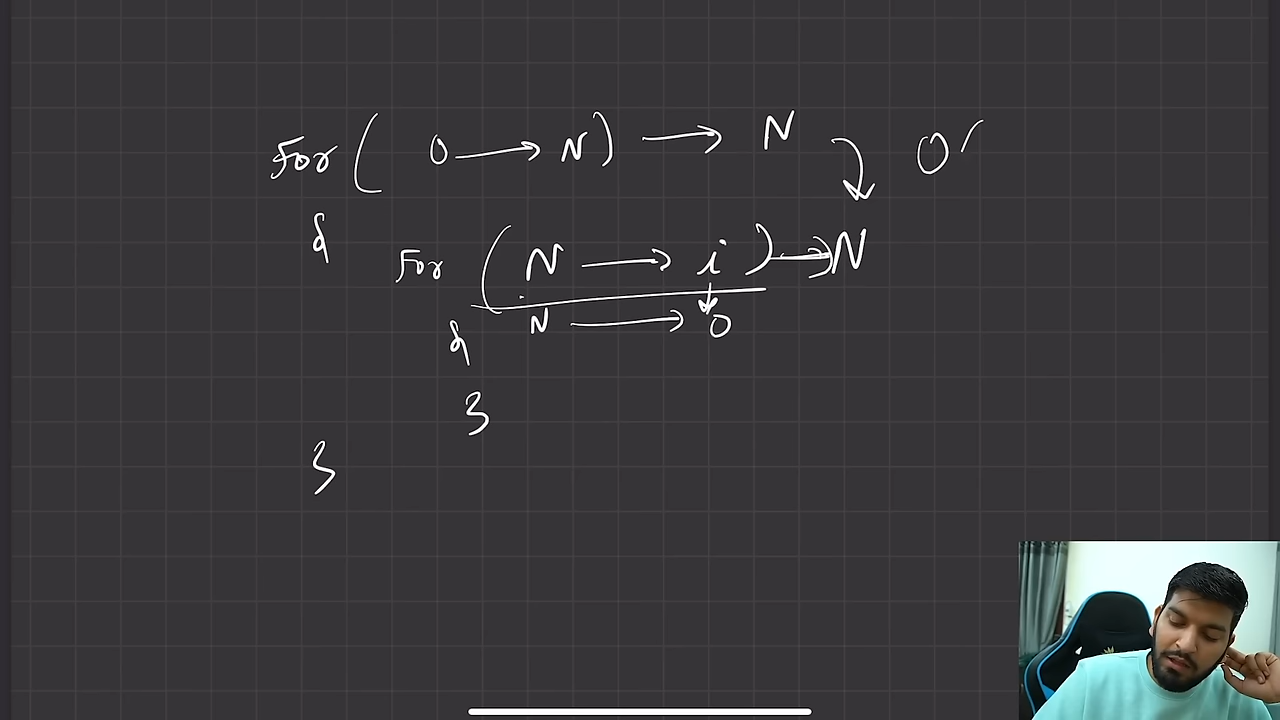 For ( 0 → N ) → N ⤵ O(
{
For ( N → i ) → N
↓
N → 0
{
}
}